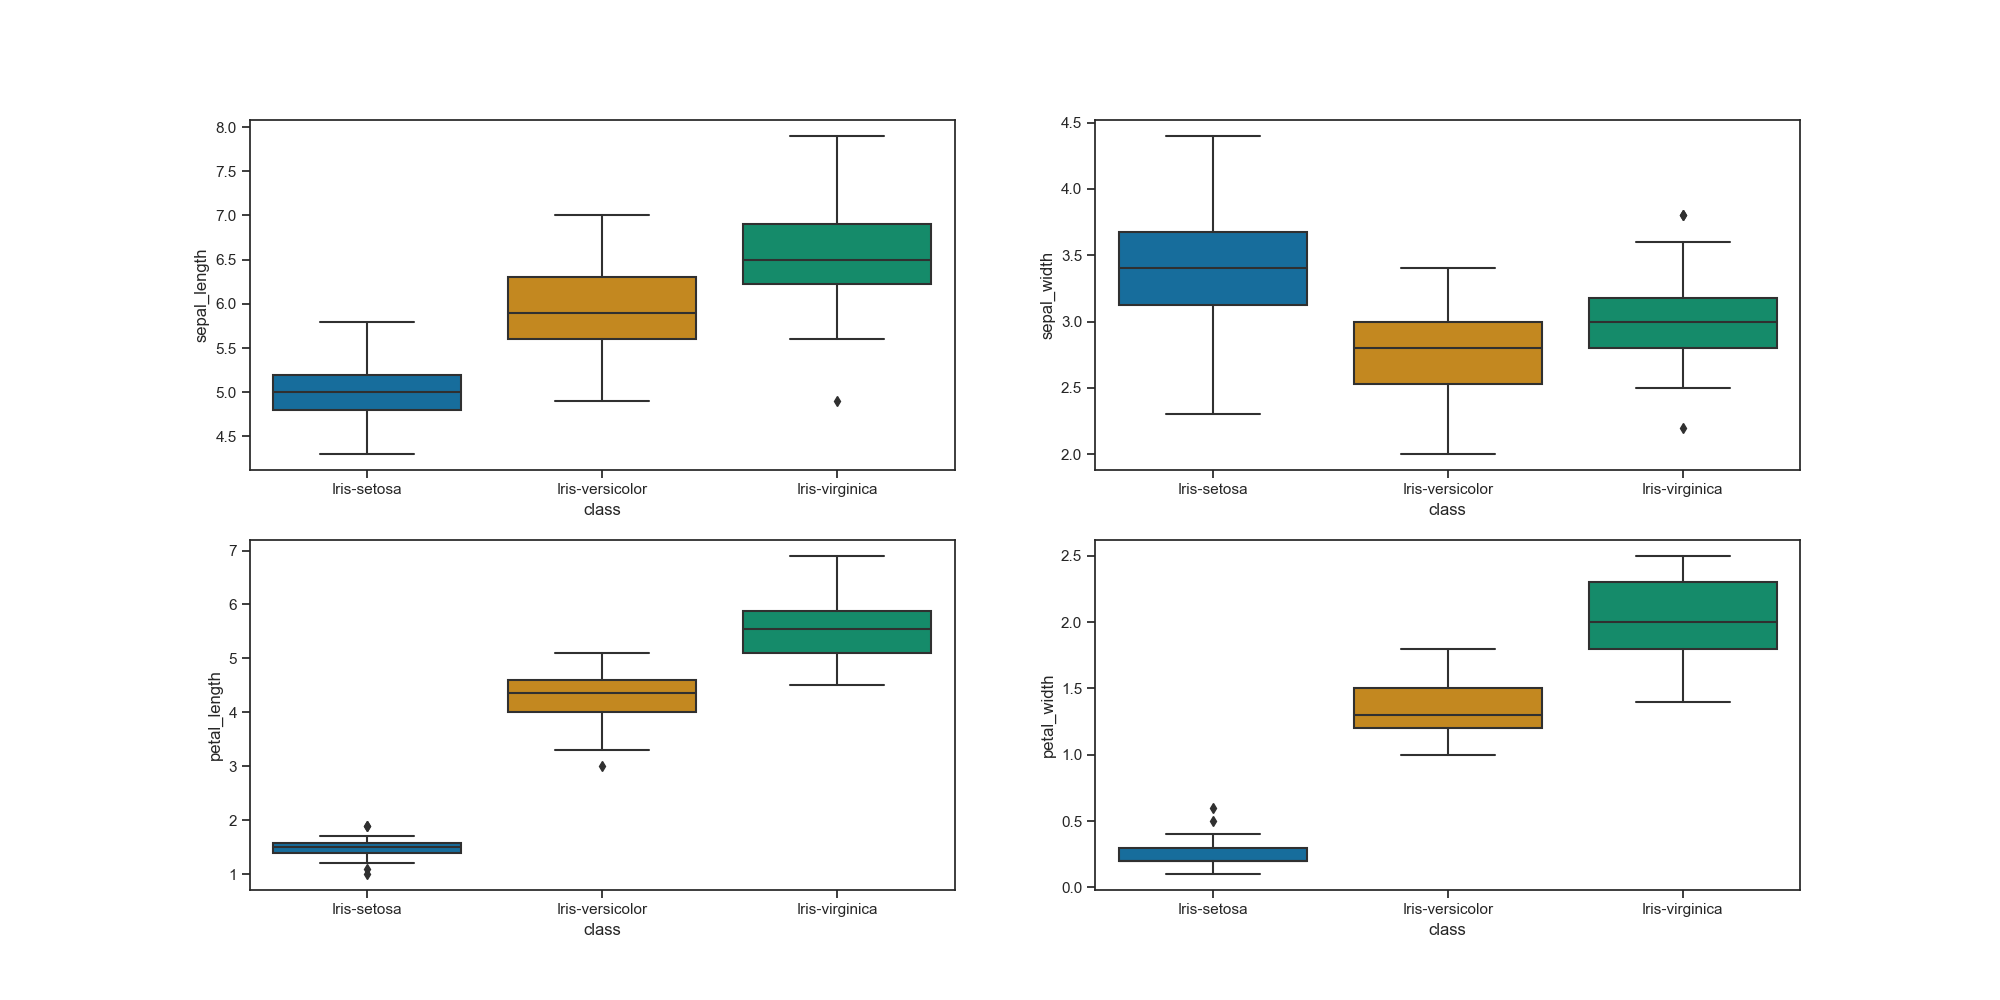 sepal_length
8.0
7.5
7.0
6.5
6.0
5.5
5.0
4.5
Iris-setosa Iris-versicolor Iris-virginica
class
sepal_width
4.5
4.0
3.5
3.0
2.5
2.0
Iris-setosa Iris-versicolor Iris-virginica
class
petal_length
7
6
5
4
3
2
1
Iris-setosa Iris-versicolor Iris-virginica
class
petal_width
2.5
2.0
1.5
1.0
0.5
0.0
Iris-setosa Iris-versicolor Iris-virginica
class